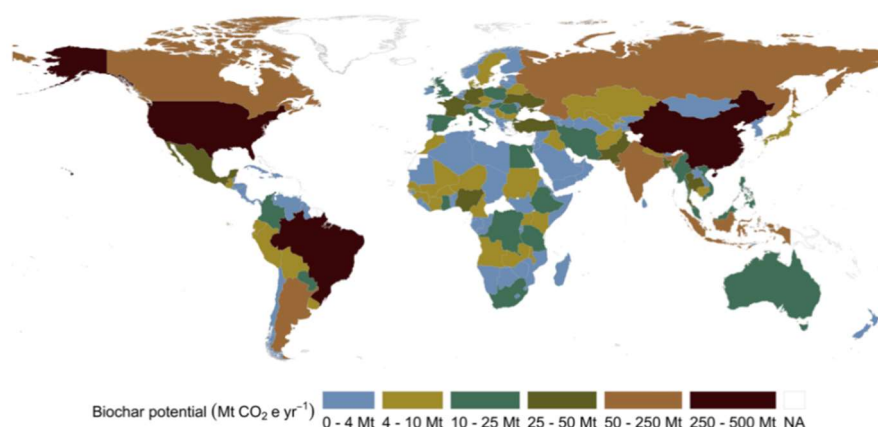 Biochar potential (Mt CO₂ e yr⁻¹)
0 - 4 Mt 4 - 10 Mt 10 - 25 Mt 25 - 50 Mt 50 - 250 Mt 250 - 500 Mt NA